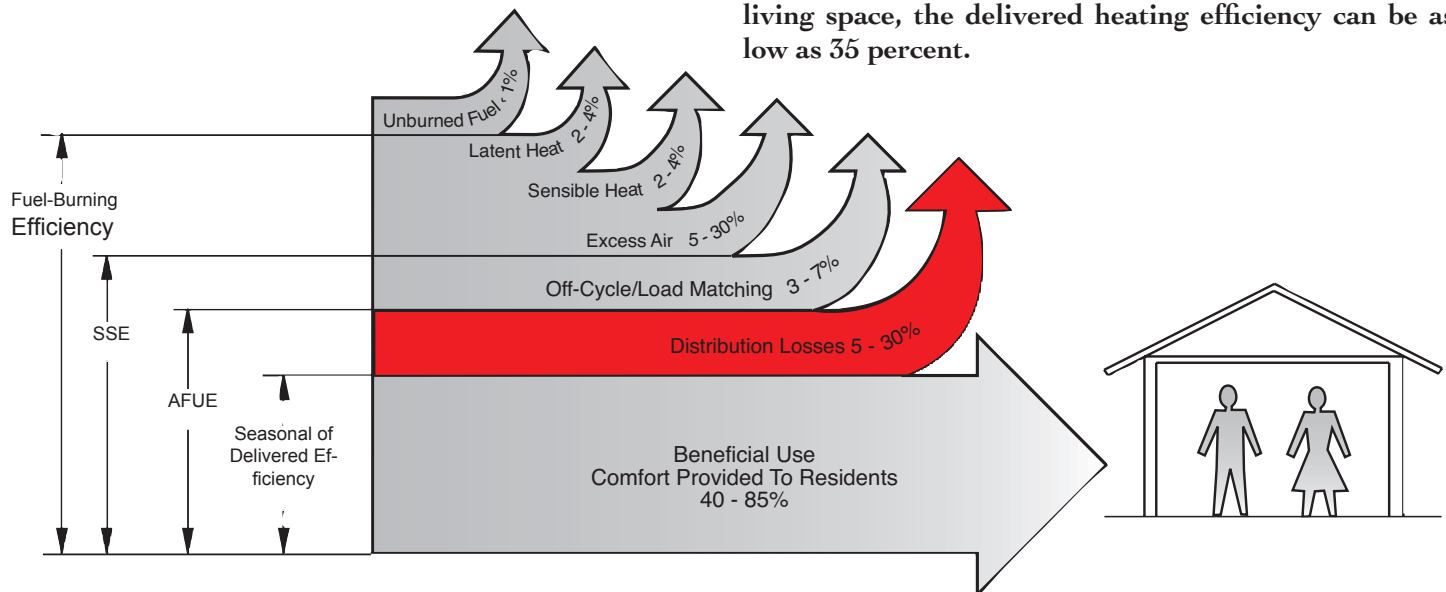 living space, the delivered heating efficiency can be as
low as 35 percent.
Unburned Fuel < 1%
Latent Heat 2 - 4%
Sensible Heat 2 - 4%
Excess Air 5 - 30%
Off-Cycle/Load Matching 3 - 7%
Distribution Losses 5 - 30%
Fuel-Burning
Efficiency
SSE
AFUE
Seasonal of
Delivered Ef-
ficiency
Beneficial Use
Comfort Provided To Residents
40 - 85%